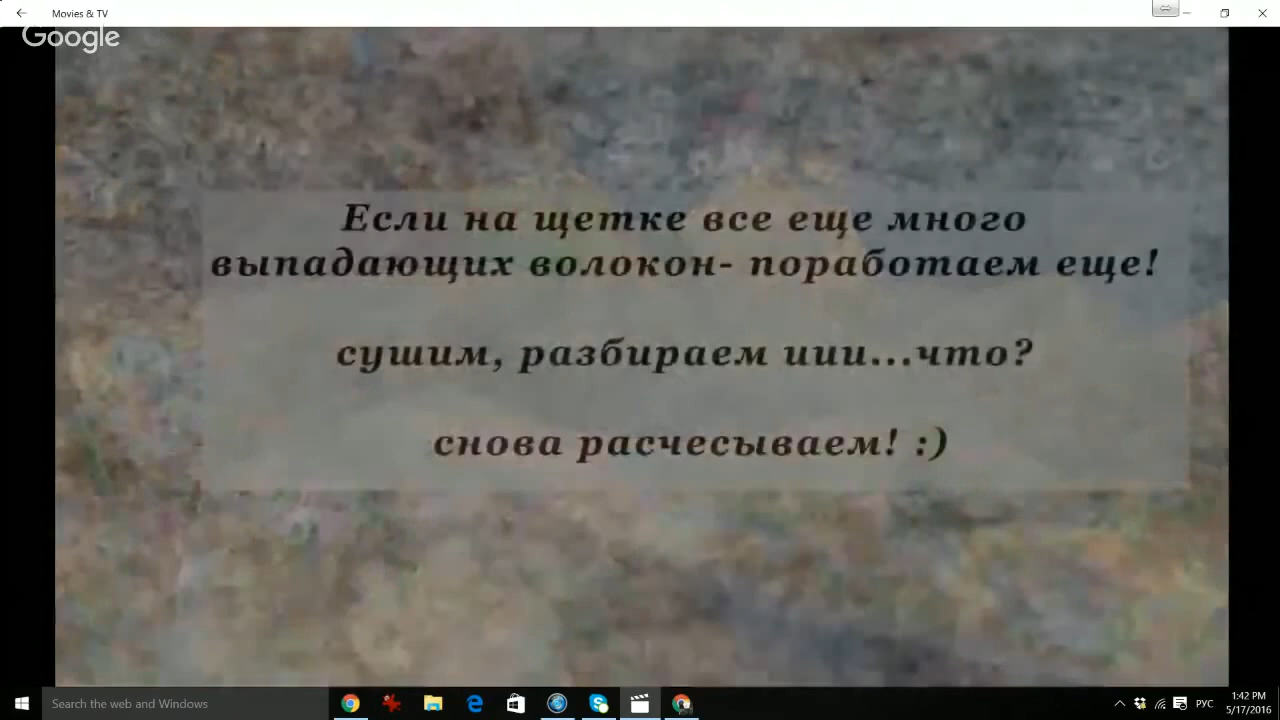 Movies & TV
Google
Если на щетке все еще много
выпадающих волокон- поработаем еще!
сушим, разбираем иии...что?
снова расчесываем! :)
Search the web and Windows
РУС
1:42 PM
5/17/2016